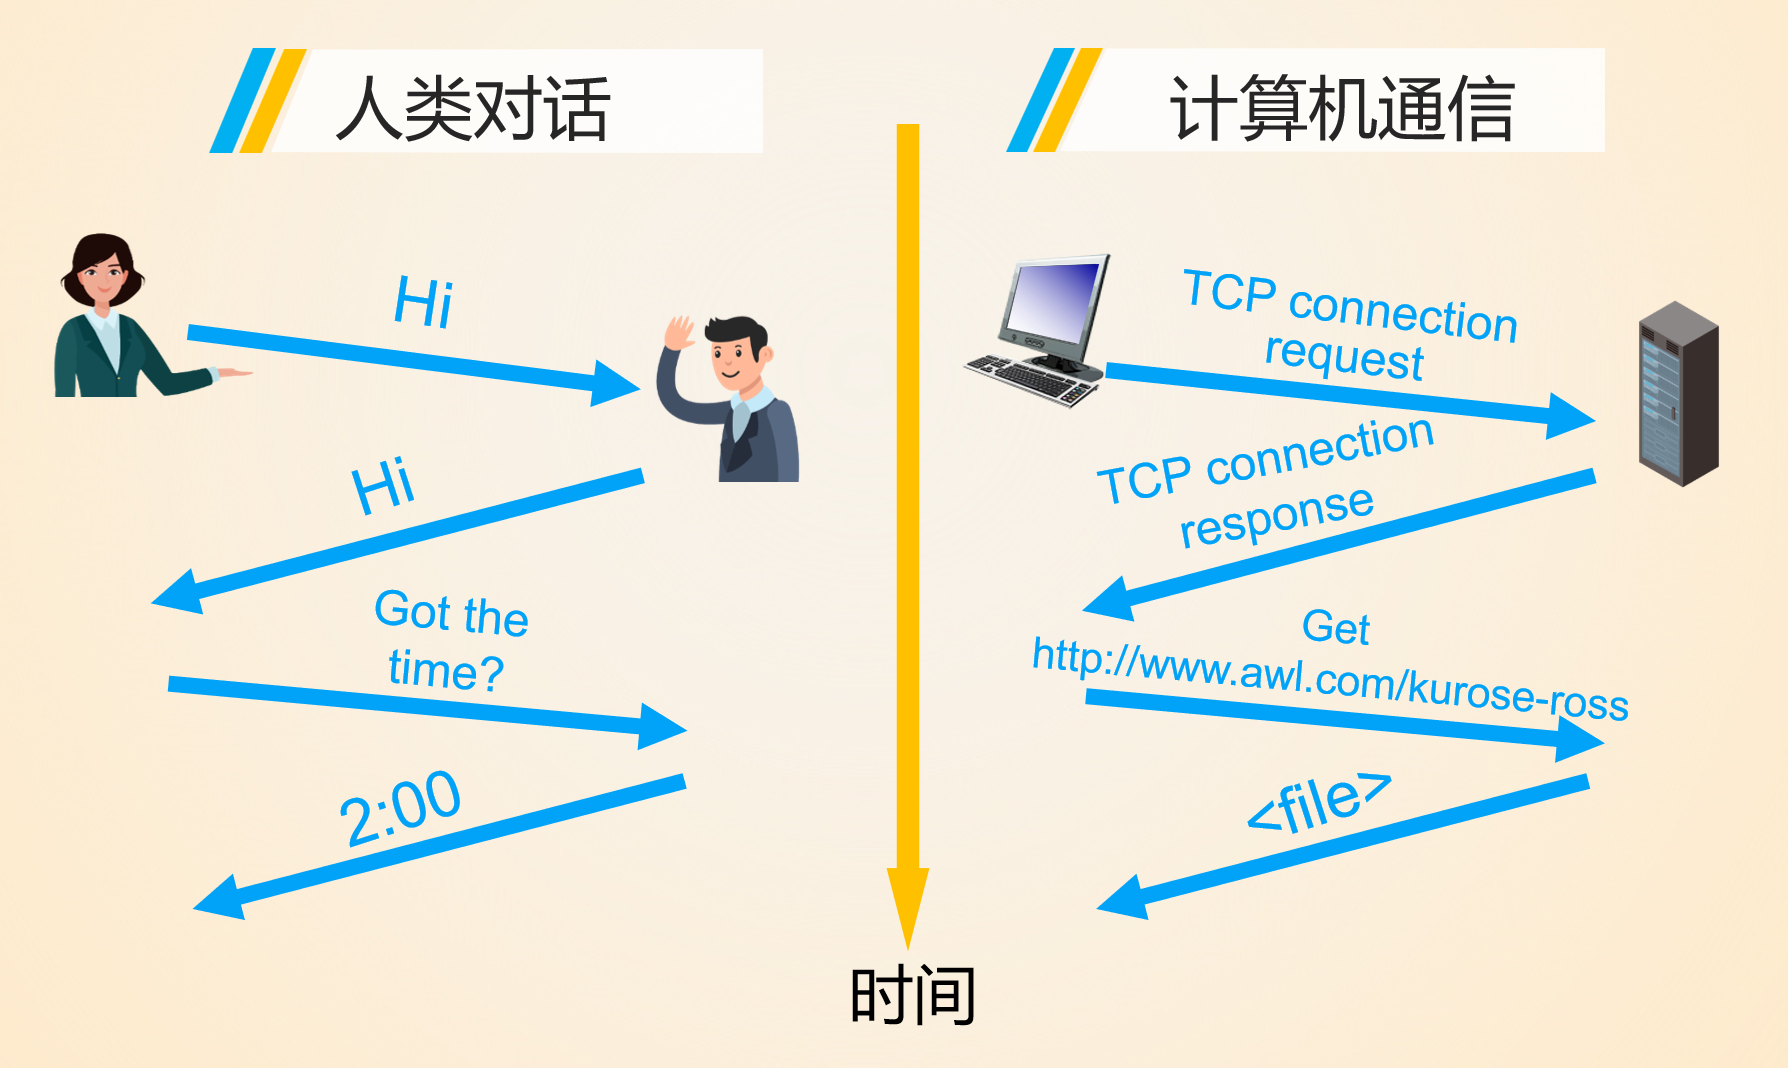 人类对话
计算机通信
Hi
Hi
Got the
time?
2:00
TCP connection
request
TCP connection
response
Get
http://www.awl.com/kurose-ross
<file>
时间